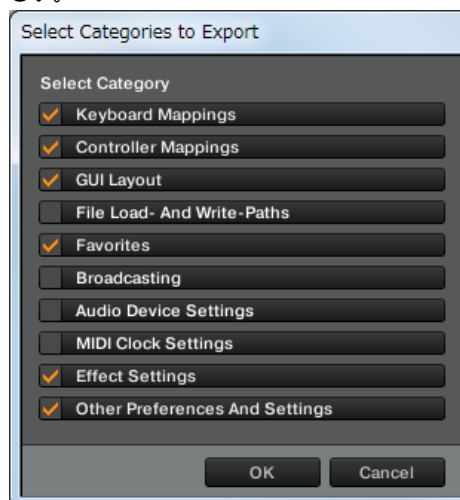 Select Categories to Export
Select Category
Keyboard Mappings
Controller Mappings
GUI Layout
File Load- And Write-Paths
Favorites
Broadcasting
Audio Device Settings
MIDI Clock Settings
Effect Settings
Other Preferences And Settings
OK Cancel